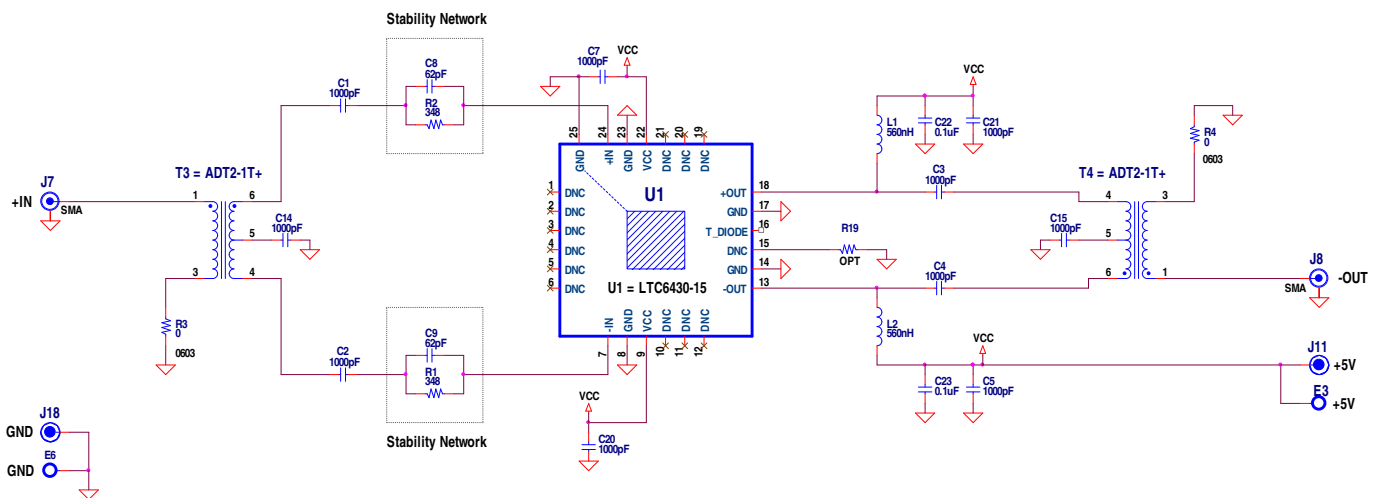 Stability Network
C8
62pF
R2
348
C1
1000pF
C7
1000pF
VCC
25
24
23
22
21
20
19
GND
+IN
GND
VCC
DNC
DNC
DNC
T3 = ADT2-1T+
J7
+IN
SMA
1
6
5
3
4
C14
1000pF
R3
0
0603
1
DNC
2
DNC
3
DNC
4
DNC
5
DNC
6
DNC
U1
U1 = LTC6430-15
+OUT
18
GND
17
T_DIODE
16
DNC
15
GND
14
-OUT
13
-IN
GND
VCC
DNC
DNC
DNC
7
8
9
10
11
12
VCC
L1
560nH
C22
0.1uF
C21
1000pF
C3
1000pF
R19
OPT
C4
1000pF
L2
560nH
VCC
C23
0.1uF
C5
1000pF
R4
0
0603
T4 = ADT2-1T+
4
3
5
6
1
C15
1000pF
J8
-OUT
SMA
J11
+5V
E3
+5V
C2
1000pF
C9
62pF
R1
348
Stability Network
VCC
C20
1000pF
J18
GND
E6
GND